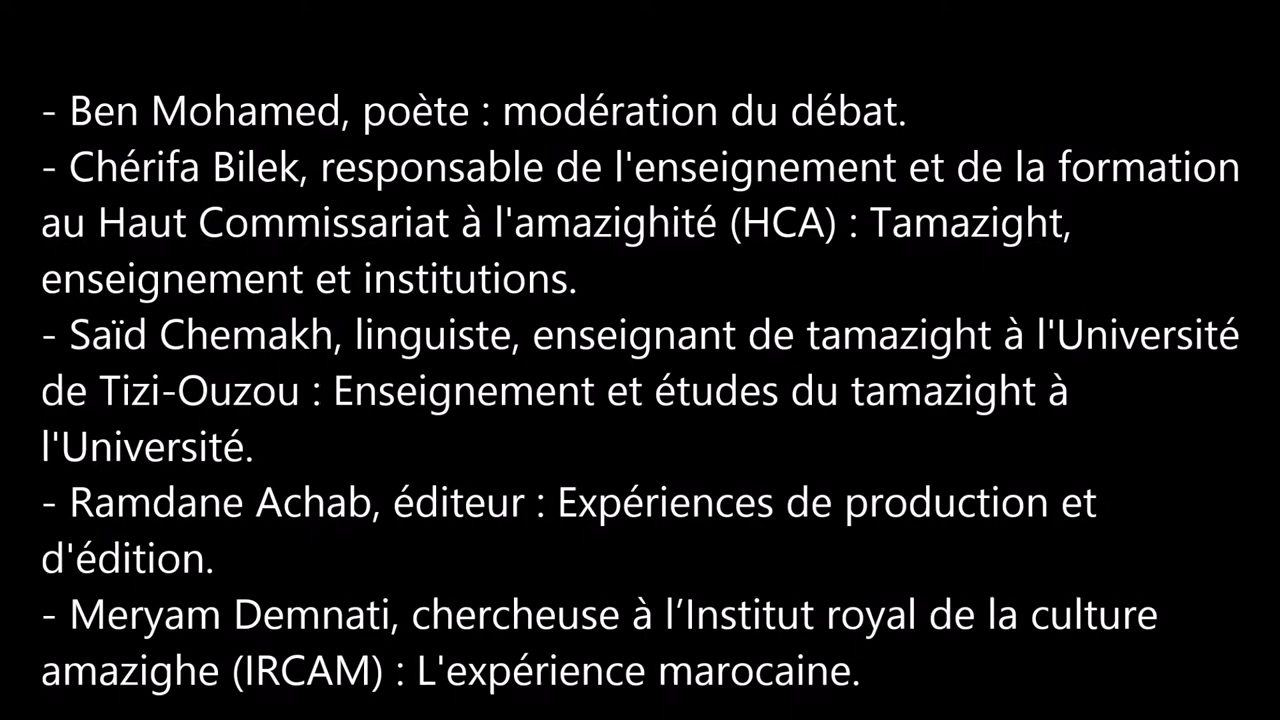 - Ben Mohamed, poète : modération du débat.
- Chérifa Bilek, responsable de l'enseignement et de la formation
au Haut Commissariat à l'amazighité (HCA) : Tamazight,
enseignement et institutions.
- Saïd Chemakh, linguiste, enseignant de tamazight à l'Université
de Tizi-Ouzou : Enseignement et études du tamazight à
l'Université.
- Ramdane Achab, éditeur : Expériences de production et
d'édition.
- Meryam Demnati, chercheuse à l’Institut royal de la culture
amazighe (IRCAM) : L'expérience marocaine.